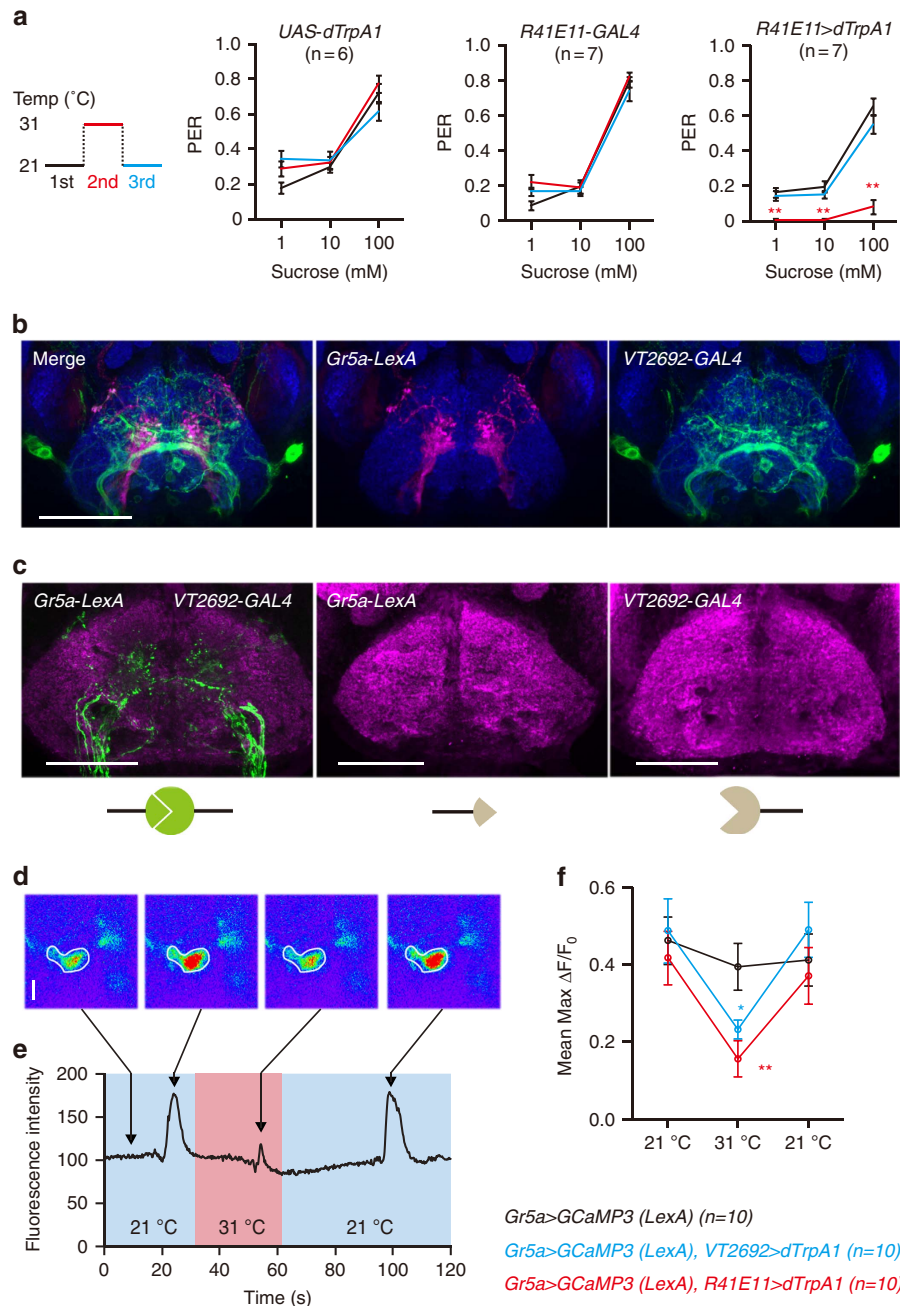 a
Temp (˚C)
31
21
1st 2nd 3rd
UAS-dTrpA1
(n=6)
1.0
0.8
0.6
0.4
0.2
0
PER
1 10 100
Sucrose (mM)
R41E11-GAL4
(n=7)
1.0
0.8
0.6
0.4
0.2
0
PER
1 10 100
Sucrose (mM)
R41E11>dTrpA1
(n=7)
1.0
0.8
0.6
0.4
0.2
0
PER
** ** **
1 10 100
Sucrose (mM)
b
Merge
Gr5a-LexA
VT2692-GAL4
c
Gr5a-LexA VT2692-GAL4
Gr5a-LexA
VT2692-GAL4
d
e
Fluorescence intensity
200
150
100
50
0
21 °C 31 °C 21 °C
0 20 40 60 80 100 120
Time (s)
f
Mean Max ΔF/F0
0.6
0.4
0.2
0.0
*
**
21 °C 31 °C 21 °C
Gr5a>GCaMP3 (LexA) (n=10)
Gr5a>GCaMP3 (LexA), VT2692>dTrpA1 (n=10)
Gr5a>GCaMP3 (LexA), R41E11>dTrpA1 (n=10)